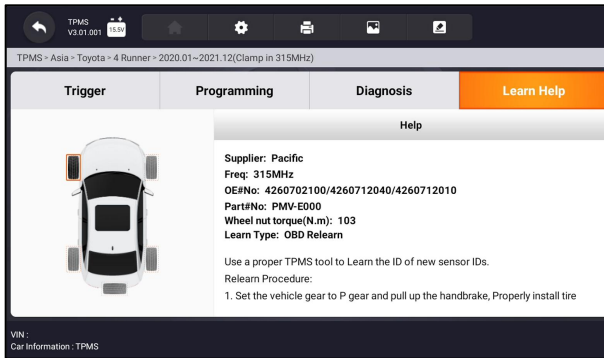 TPMS
V3.01.001
15.5V
TPMS > Asia > Toyota > 4 Runner > 2020.01~2021.12(Clamp in 315MHz)
Trigger
Programming
Diagnosis
Learn Help
Help
Supplier: Pacific
Freq: 315MHz
OE#No: 4260702100/4260712040/4260712010
Part#No: PMV-E000
Wheel nut torque(N.m): 103
Learn Type: OBD Relearn
Use a proper TPMS tool to Learn the ID of new sensor IDs.
Relearn Procedure:
1. Set the vehicle gear to P gear and pull up the handbrake, Properly install tire
VIN :
Car Information : TPMS